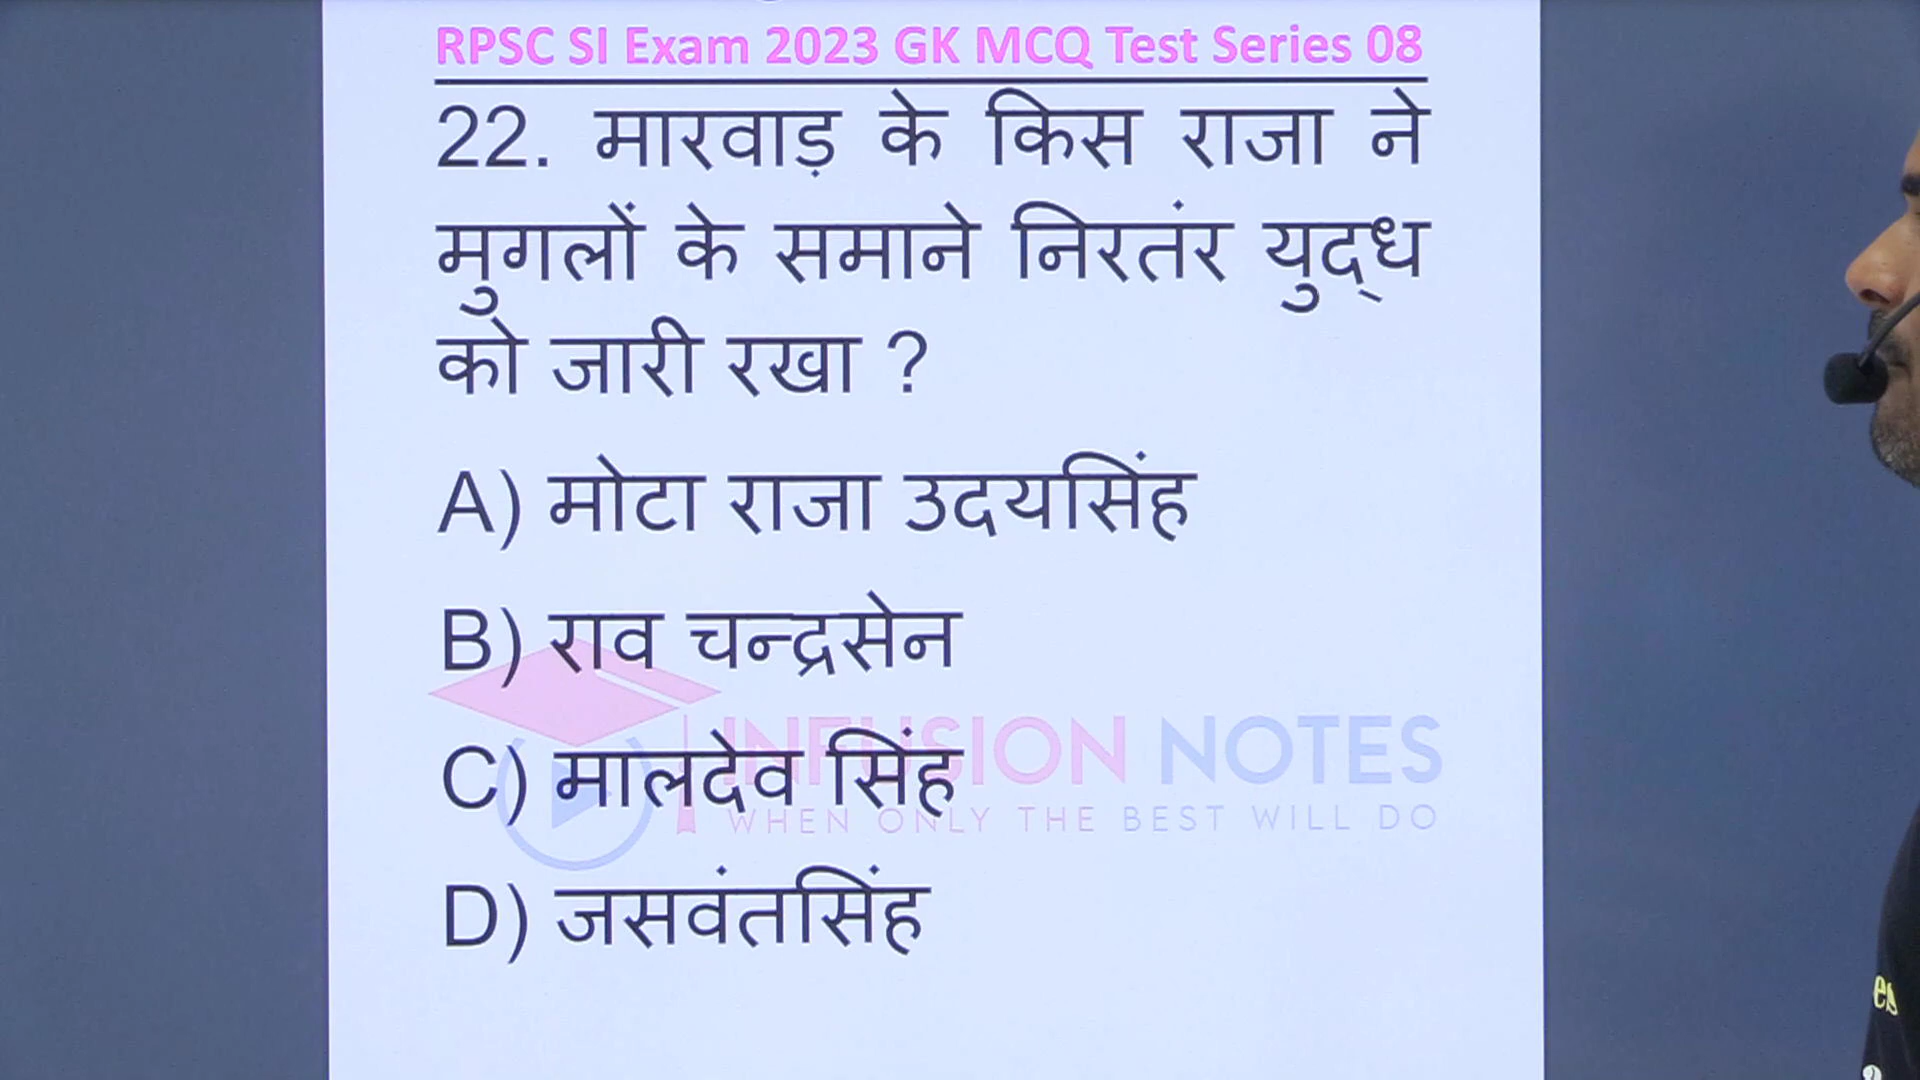 RPSC SI Exam 2023 GK MCQ Test Series 08
22. मारवाड़ के किस राजा ने
मुगलों के समाने निरतंर युद्ध
को जारी रखा ?
A) मोटा राजा उदयसिंह
B) राव चन्द्रसेन
C) मालदेव सिंह
D) जसवंतसिंह
INFUSION NOTES
WHEN ONLY THE BEST WILL DO
es